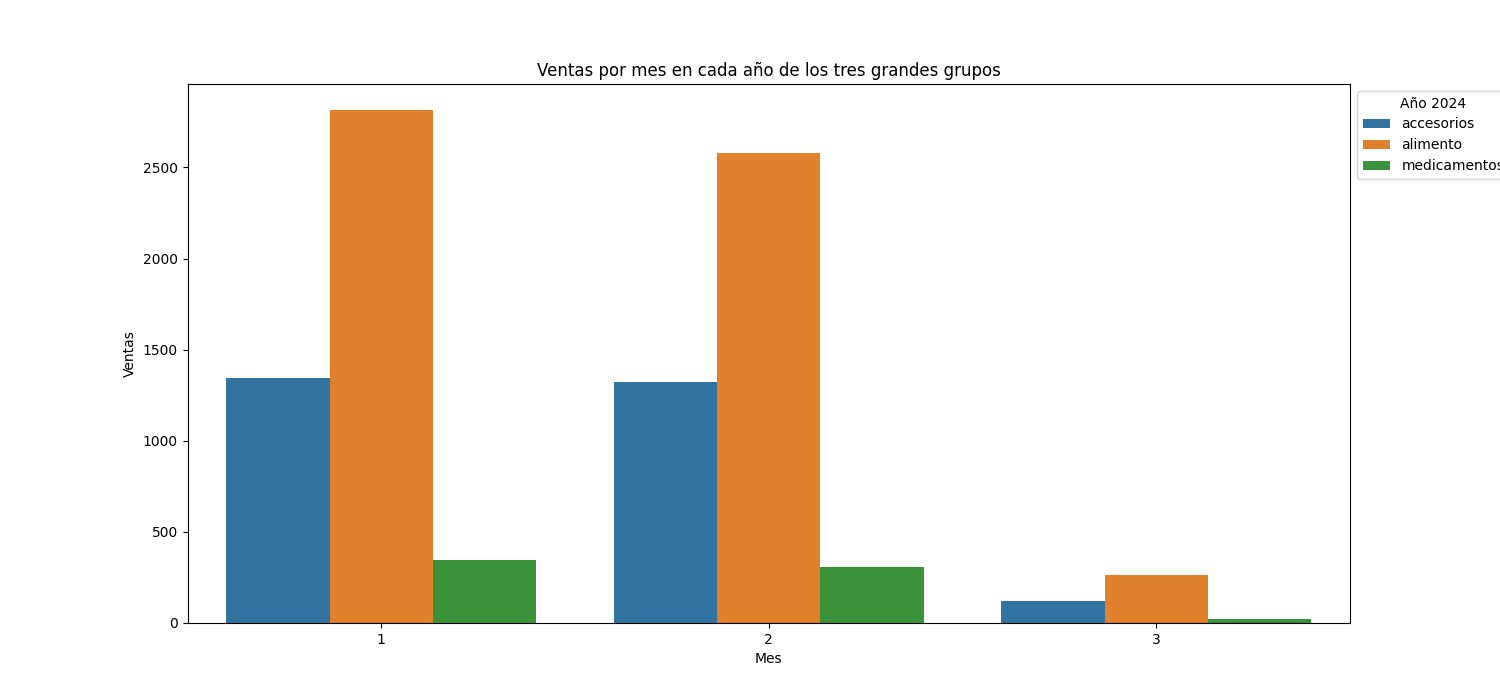 Ventas por mes en cada año de los tres grandes grupos
Año 2024
accesorios
alimento
medicamentos
2500
2000
1500
1000
500
0
Ventas
1
2
3
Mes